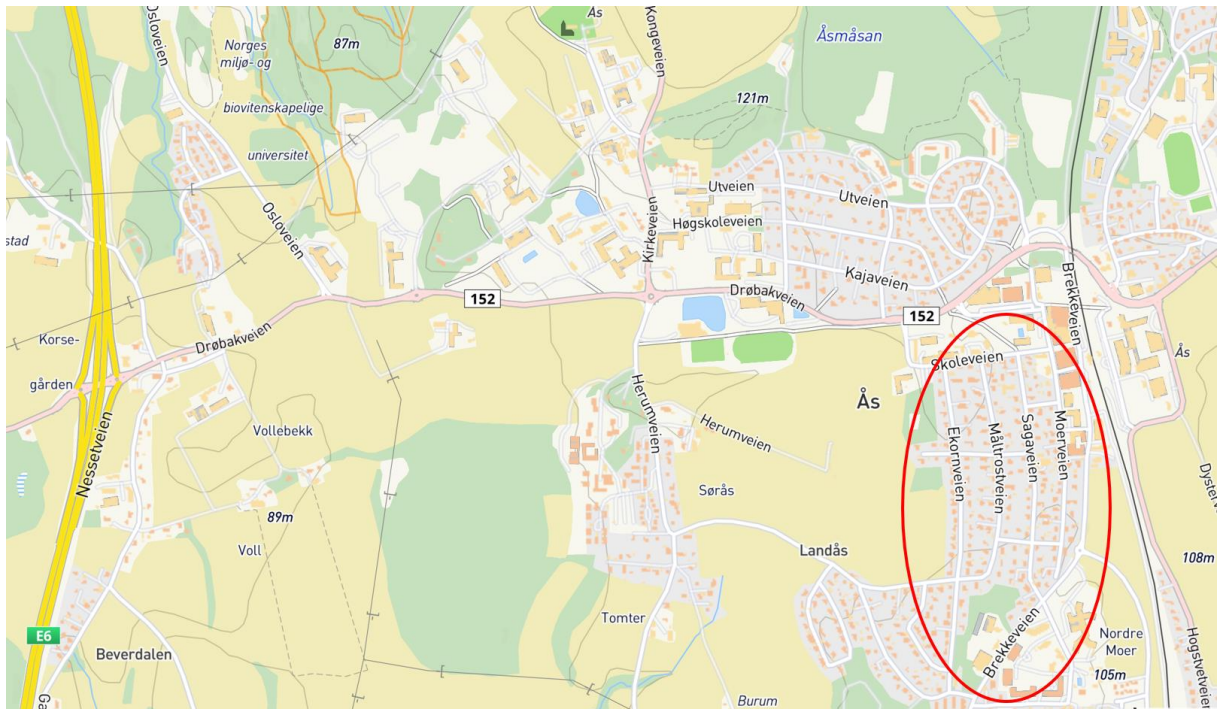 Osloveien
Norges
miljø- og
biovitenskapelige
universitet
87m
Ås
Kongeveien
Åsmåsan
121m
Utveien
Utveien
Høgskoleveien
Kirkeveien
Kajaveien
Osloveien
stad
152
Drøbakveien
152
Brekkeveien
Drøbakveien
Korse-
gården
Skoleveien
Ås
Ås
Nessetveien
Vollebekk
Herumveien
Herumveien
Ekornveien
Måltrostveien
Sagaveien
Moerveien
Sørås
89m
Voll
Landås
108m
Tomter
E6
Beverdalen
Brekkeveien
Nordre
Moer
105m
Hogstvetveien
Burum